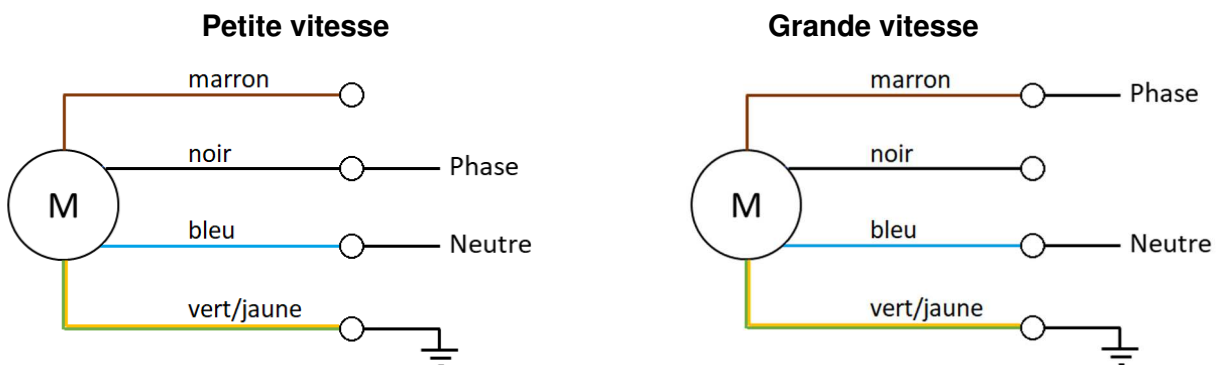 Petite vitesse
marron
noir
Phase
M
bleu
Neutre
vert/jaune
Grande vitesse
marron
Phase
noir
M
bleu
Neutre
vert/jaune